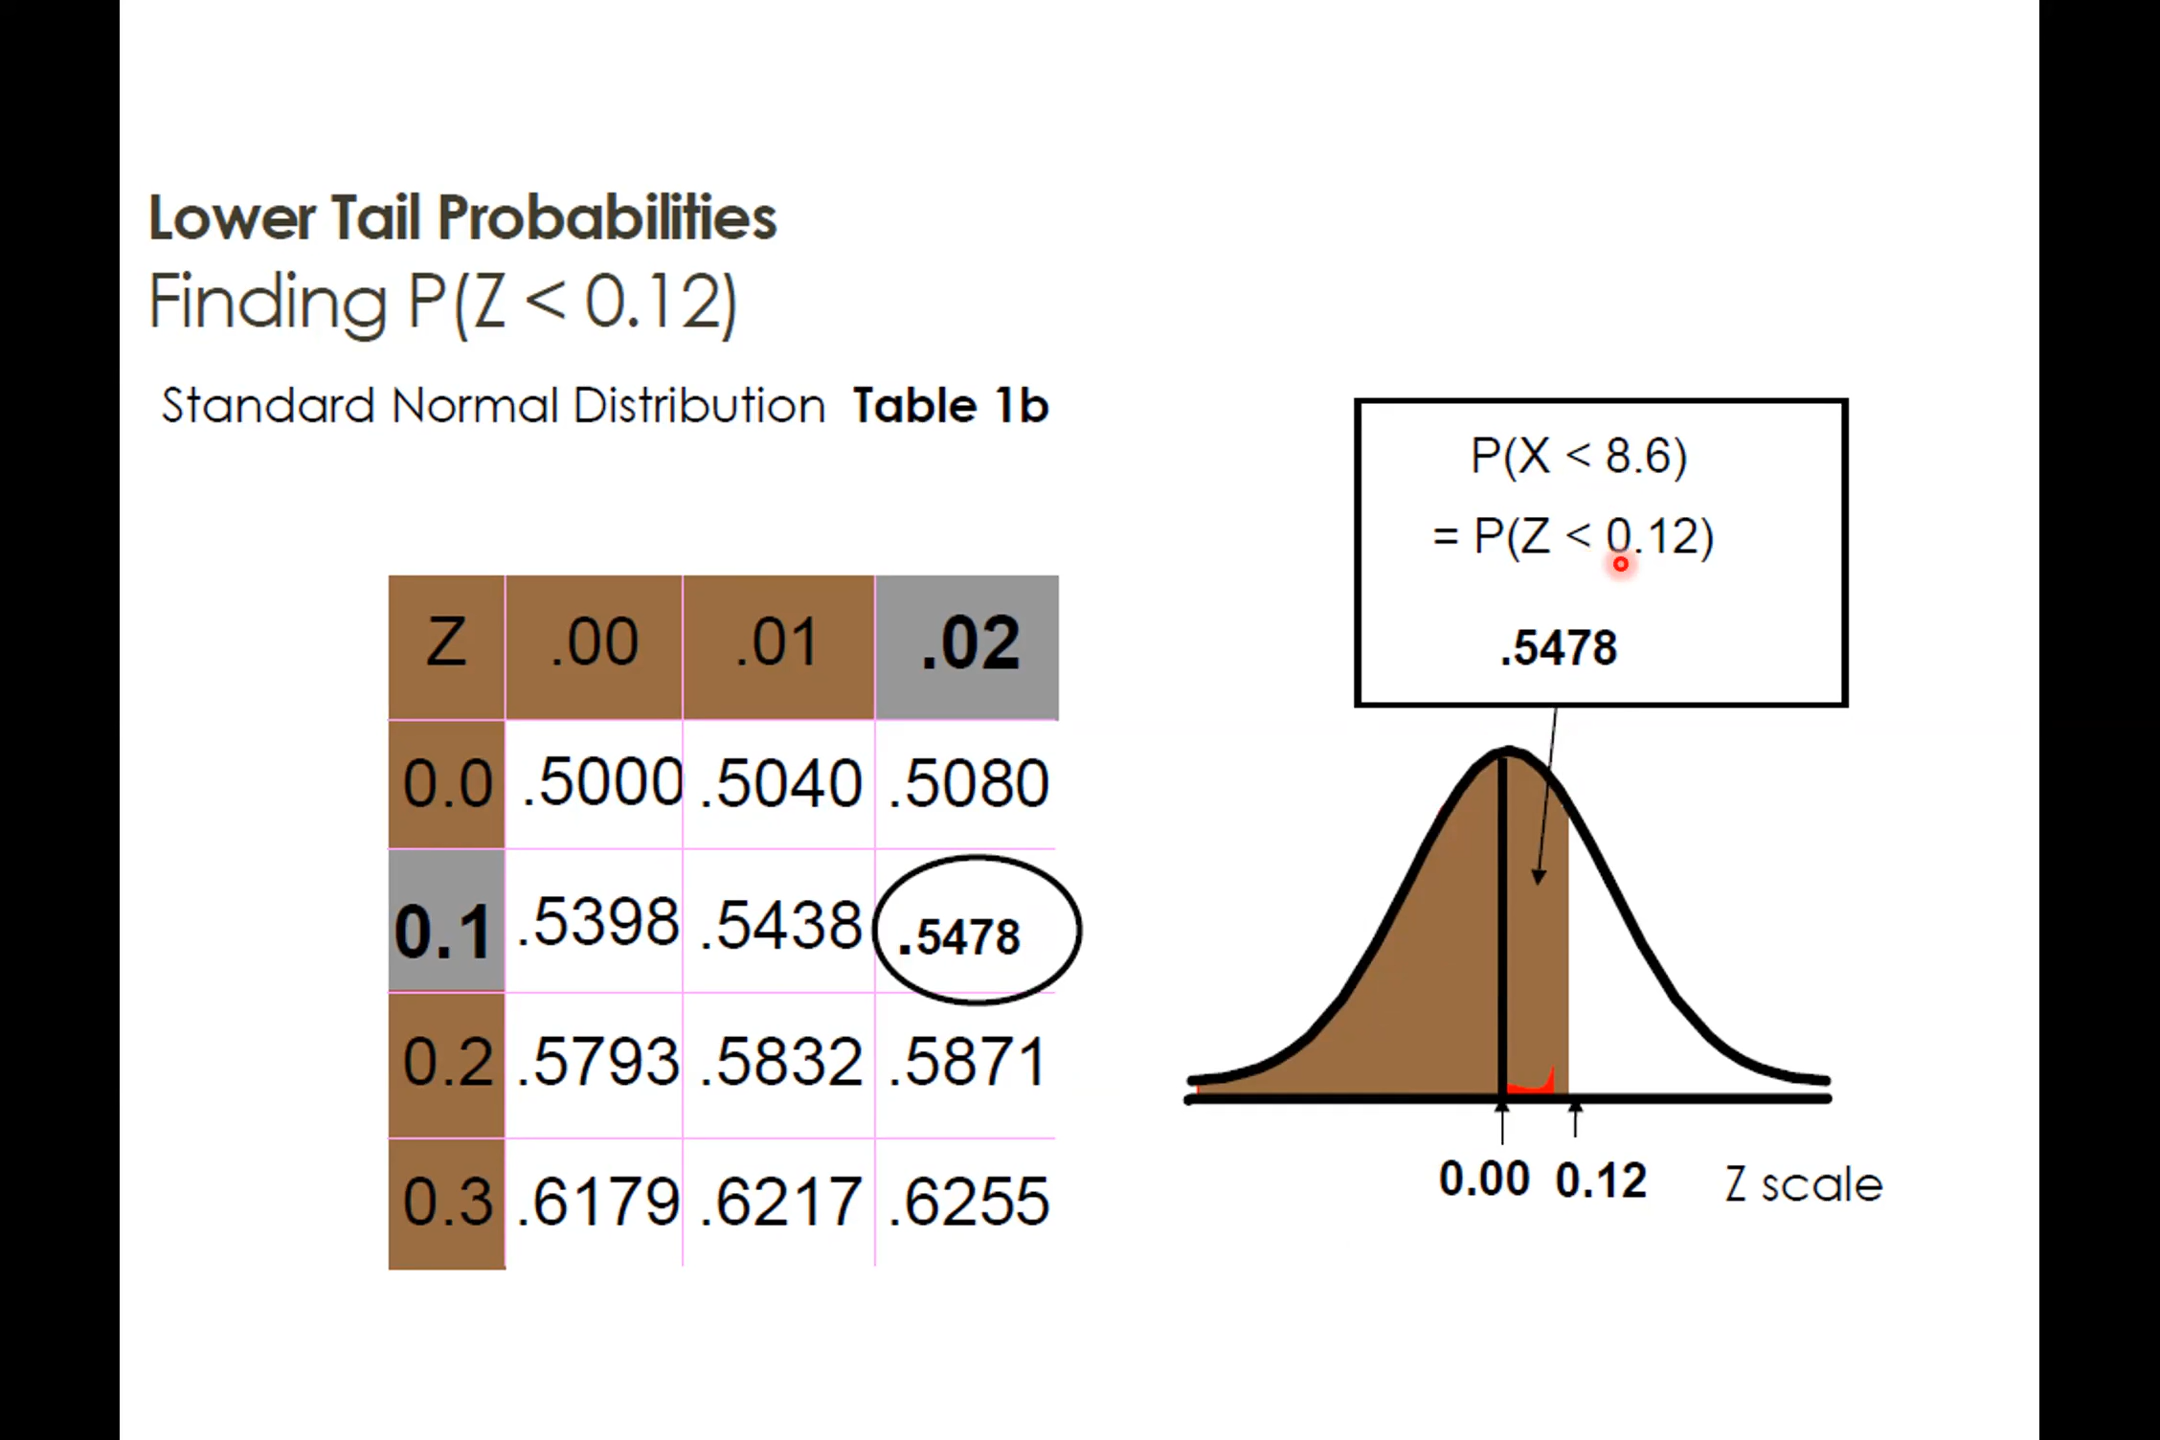 Lower Tail Probabilities
Finding P(Z < 0.12)
Standard Normal Distribution Table 1b
P(X < 8.6)
= P(Z < 0.12)
.5478
Z .00 .01 .02
0.0 .5000 .5040 .5080
0.1 .5398 .5438 .5478
0.2 .5793 .5832 .5871
0.3 .6179 .6217 .6255
0.00 0.12 Z scale